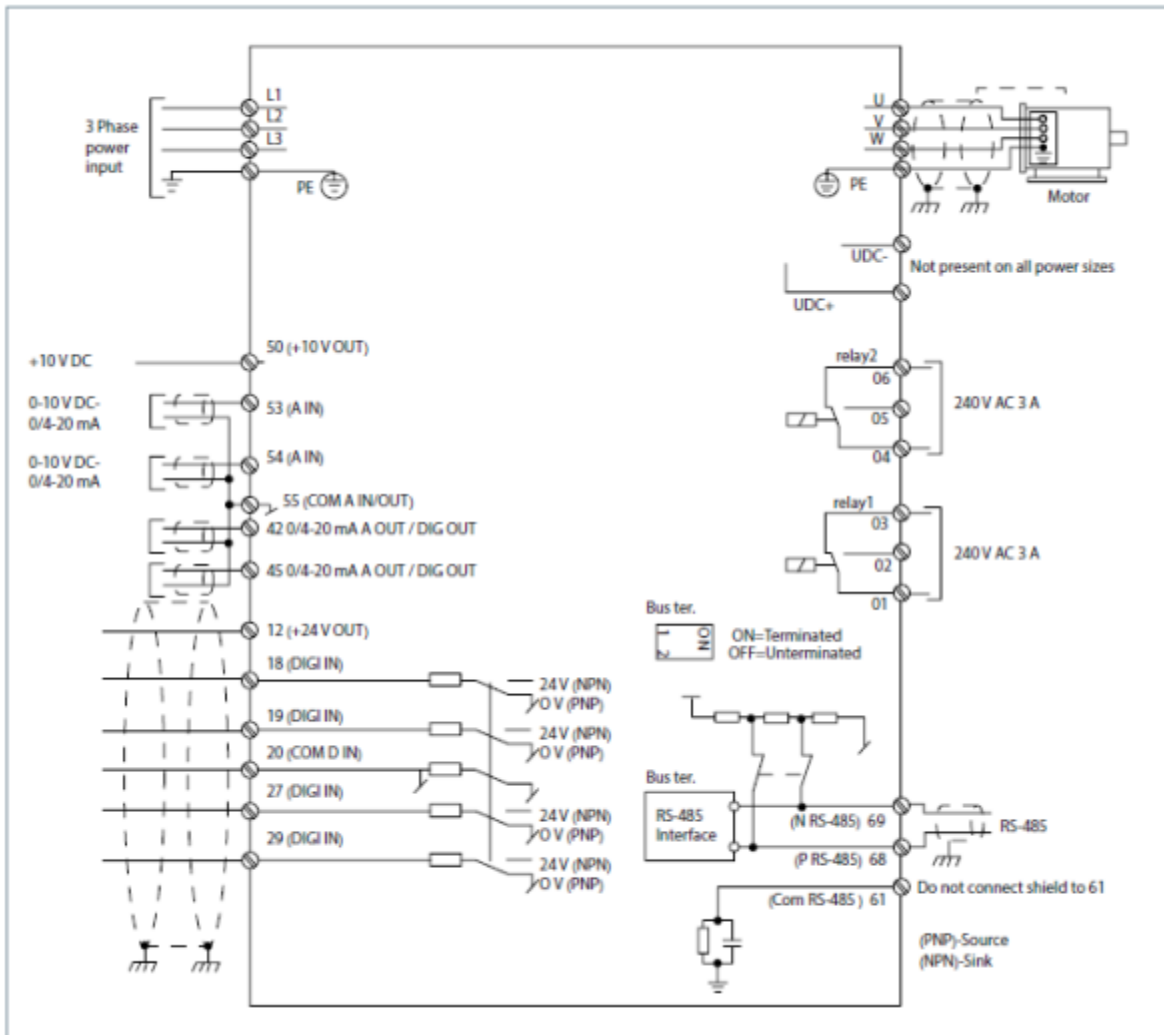 L1
L2
L3
3 Phase
power
input
PE
U
V
W
PE
Motor
UDC-
Not present on all power sizes
UDC+
+10 V DC
50 (+10 V OUT)
0-10 V DC-
0/4-20 mA
53 (A IN)
0-10 V DC-
0/4-20 mA
54 (A IN)
55 (COM A IN/OUT)
42 0/4-20 mA A OUT / DIG OUT
45 0/4-20 mA A OUT / DIG OUT
12 (+24 V OUT)
18 (DIGI IN)
24 V (NPN)
O V (PNP)
19 (DIGI IN)
24 V (NPN)
O V (PNP)
20 (COM D IN)
27 (DIGI IN)
24 V (NPN)
O V (PNP)
29 (DIGI IN)
24 V (NPN)
O V (PNP)
relay2
06
05
04
240 V AC 3 A
relay1
03
02
01
240 V AC 3 A
Bus ter.
1 2
ON
ON=Terminated
OFF=Unterminated
Bus ter.
RS-485
Interface
(N RS-485) 69
RS-485
(P RS-485) 68
(Com RS-485 ) 61
Do not connect shield to 61
(PNP)-Source
(NPN)-Sink